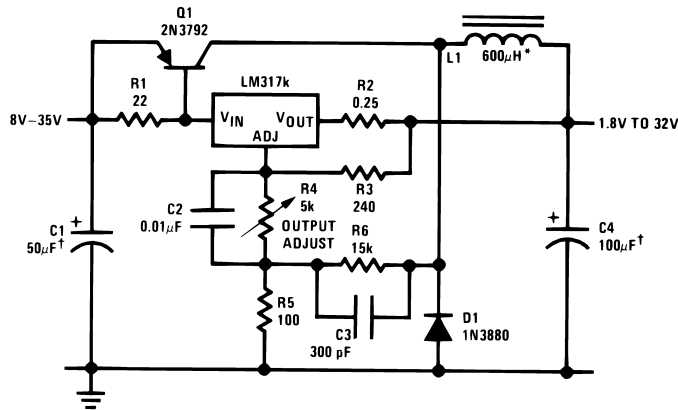 Q1
2N3792
L1
600μH*
R1
22
LM317k
R2
0.25
8V–35V
VIN
VOUT
ADJ
1.8V TO 32V
R3
240
R4
5k
OUTPUT
ADJUST
C2
0.01μF
R6
15k
C1
50μF†
+
+
C4
100μF†
R5
100
C3
300 pF
D1
1N3880